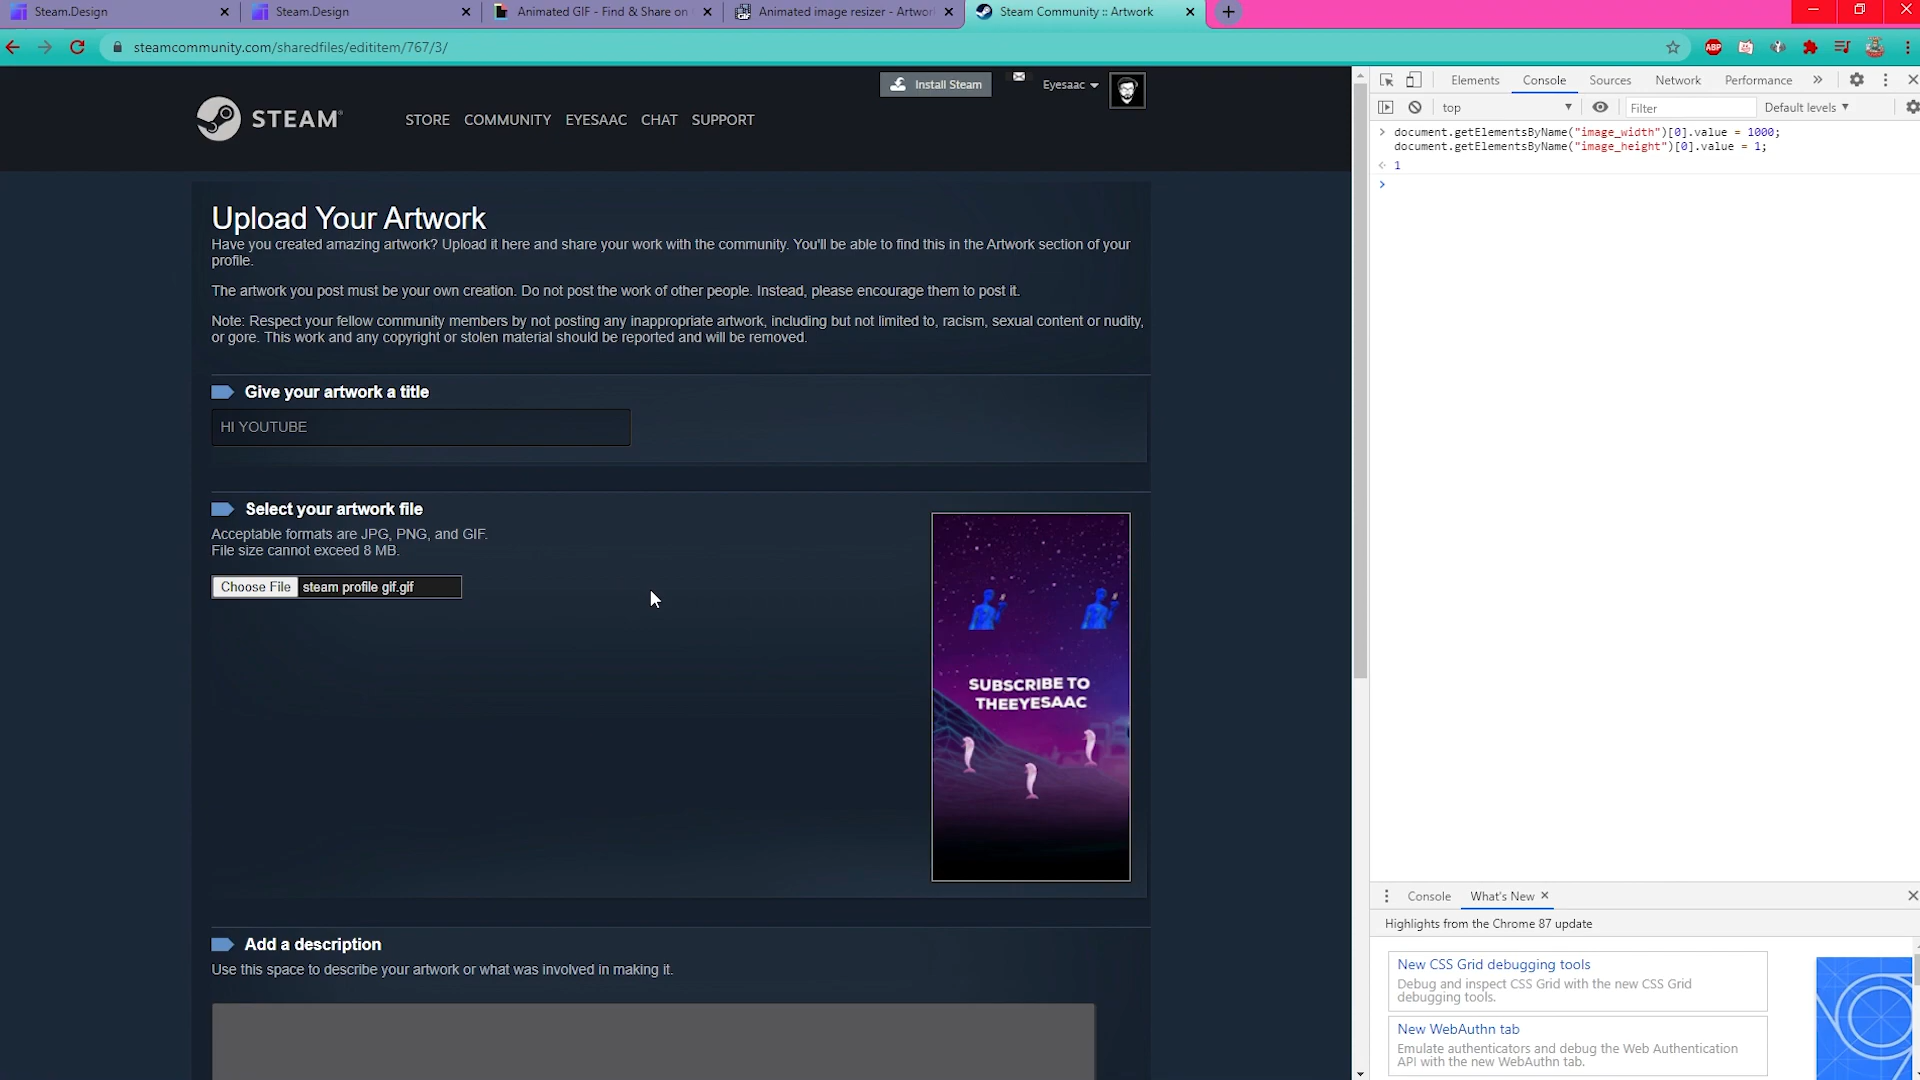 Steam.Design
Steam.Design
Animated GIF - Find & Share on
Animated image resizer - Artwor
Steam Community :: Artwork
steamcommunity.com/sharedfiles/edititem/767/3/
ABP
Install Steam
Eyesaac
STEAM
STORE COMMUNITY EYESAAC CHAT SUPPORT
Upload Your Artwork
Have you created amazing artwork? Upload it here and share your work with the community. You'll be able to find this in the Artwork section of your
profile.
The artwork you post must be your own creation. Do not post the work of other people. Instead, please encourage them to post it.
Note: Respect your fellow community members by not posting any inappropriate artwork, including but not limited to, racism, sexual content or nudity,
or gore. This work and any copyright or stolen material should be reported and will be removed.
Give your artwork a title
HI YOUTUBE
Select your artwork file
Acceptable formats are JPG, PNG, and GIF.
File size cannot exceed 8 MB.
Choose File steam profile gif.gif
SUBSCRIBE TO
THEEYESAAC
Add a description
Use this space to describe your artwork or what was involved in making it.
Elements Console Sources Network Performance »
top Filter Default levels
document.getElementsByName("image_width")[0].value = 1000;
document.getElementsByName("image_height")[0].value = 1;
1
Console What's New
Highlights from the Chrome 87 update
New CSS Grid debugging tools
Debug and inspect CSS Grid with the new CSS Grid
debugging tools.
New WebAuthn tab
Emulate authenticators and debug the Web Authentication
API with the new WebAuthn tab.